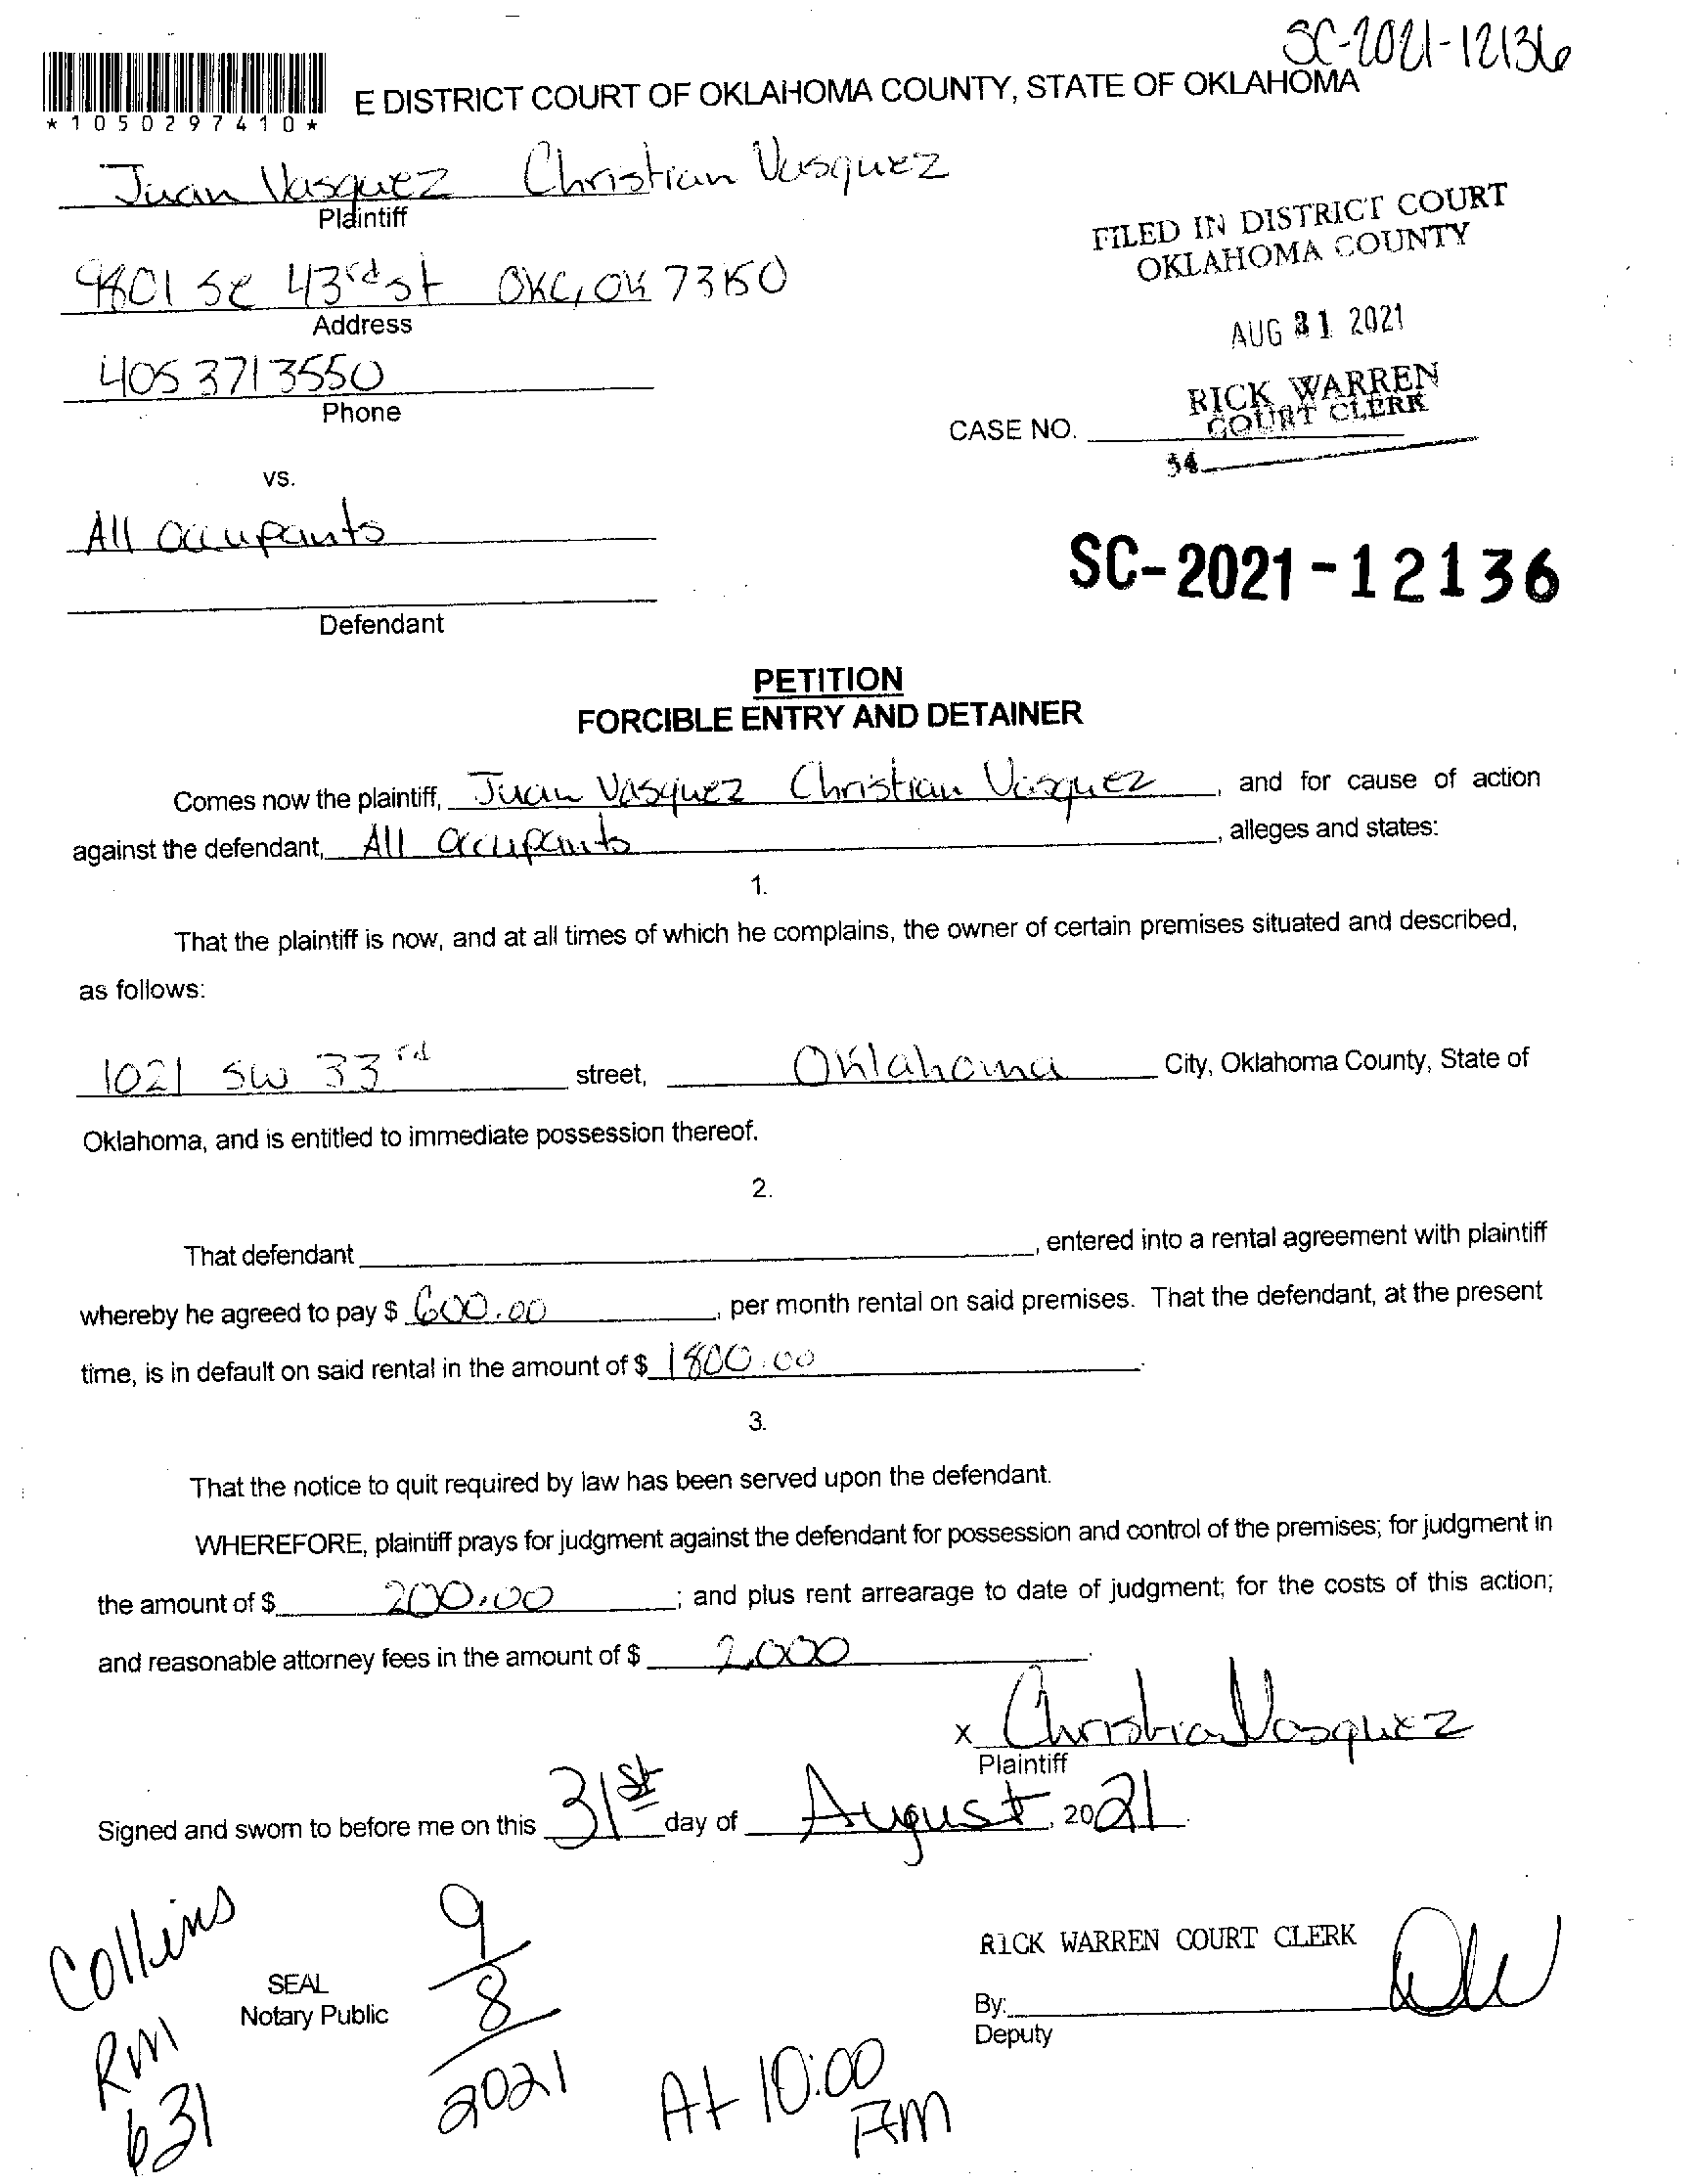 SC-2021-12136
*1050297410*
E DISTRICT COURT OF OKLAHOMA COUNTY, STATE OF OKLAHOMA
Juan Vasquez Christian Vasquez
Plaintiff
FILED IN DISTRICT COURT
OKLAHOMA COUNTY
9801 SE 43rd st OKC, OK 73150
Address
AUG 31 2021
4053713550
Phone
RICK WARREN
COURT CLERK
CASE NO.
34
vs.
All occupants
SC-2021-12136
Defendant
PETITION
FORCIBLE ENTRY AND DETAINER
Comes now the plaintiff, Juan Vasquez Christian Vasquez, and for cause of action
against the defendant, All occupants, alleges and states:
1.
That the plaintiff is now, and at all times of which he complains, the owner of certain premises situated and described,
as follows:
1021 SW 33rd street, Oklahoma City, Oklahoma County, State of
Oklahoma, and is entitled to immediate possession thereof.
2.
That defendant , entered into a rental agreement with plaintiff
whereby he agreed to pay $ 600.00, per month rental on said premises. That the defendant, at the present
time, is in default on said rental in the amount of $ 1800.00.
3.
That the notice to quit required by law has been served upon the defendant.
WHEREFORE, plaintiff prays for judgment against the defendant for possession and control of the premises; for judgment in
the amount of $ 200.00; and plus rent arrearage to date of judgment; for the costs of this action;
and reasonable attorney fees in the amount of $ 2,000.
x Christian Vasquez
Plaintiff
Signed and sworn to before me on this 31st day of August, 2021.
Collins
RM
631
SEAL
Notary Public
9
8
2021
At 10:00
AM
RICK WARREN COURT CLERK
By:
Deputy